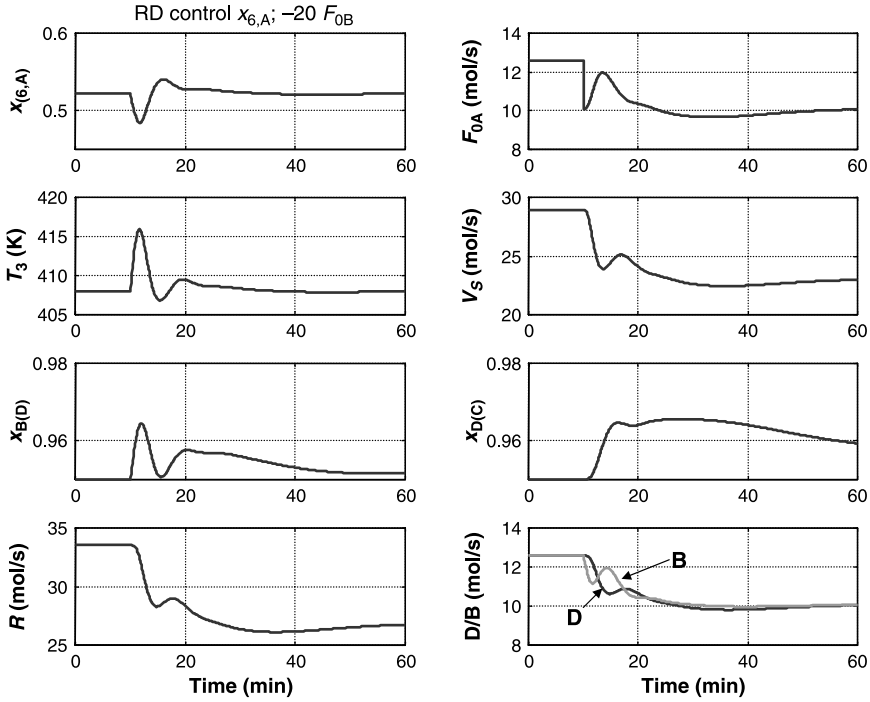 RD control x6,A; –20 F0B
0.6
0.5
x(6,A)
0 20 40 60
14
12
10
8
F0A (mol/s)
0 20 40 60
420
415
410
405
T3 (K)
0 20 40 60
30
25
20
VS (mol/s)
0 20 40 60
0.98
0.96
xB(D)
0 20 40 60
0.98
0.96
xD(C)
0 20 40 60
35
30
25
R (mol/s)
0 20 40 60
Time (min)
14
12
10
8
D/B (mol/s)
B
D
0 20 40 60
Time (min)